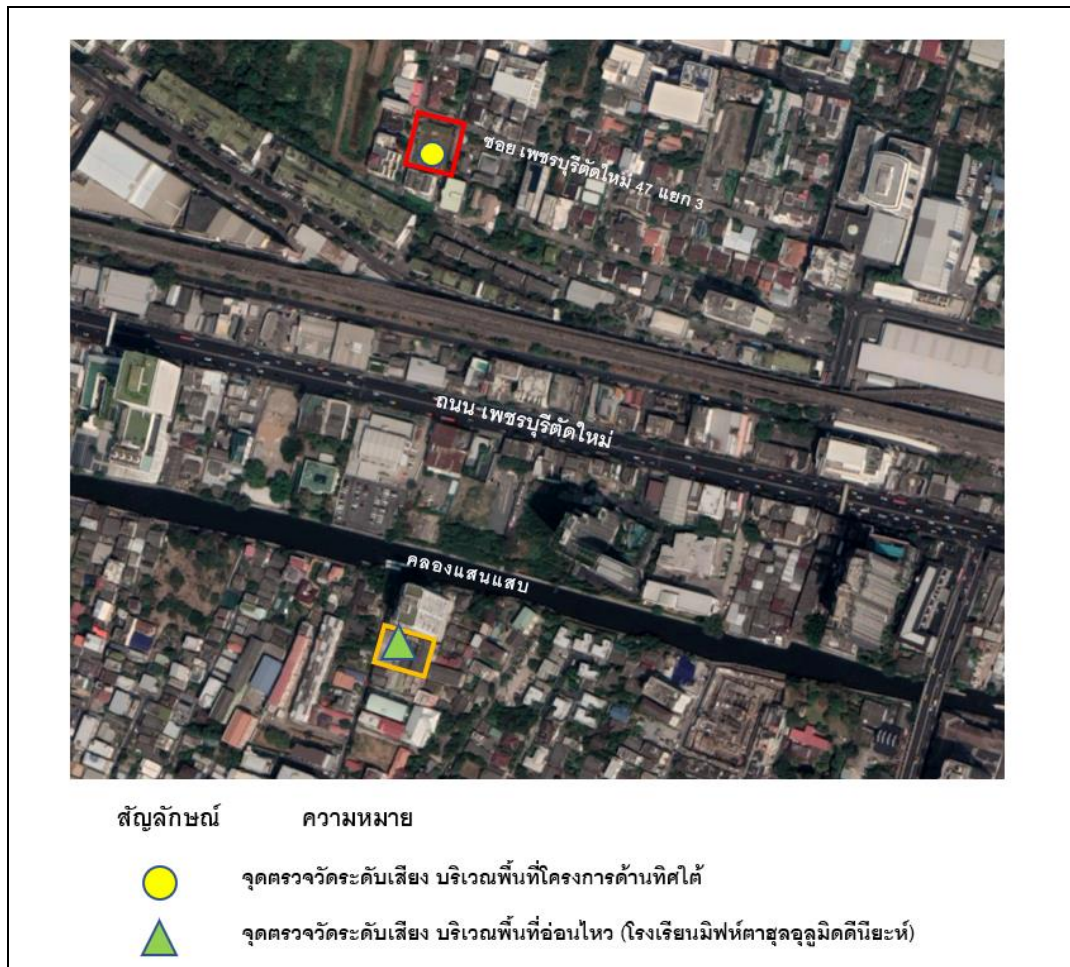 ซอย เพชรบุรีตัดใหม่ 47 แยก 3
ถนน เพชรบุรีตัดใหม่
คลองแสนแสบ
สัญลักษณ์ ความหมาย
จุดตรวจวัดระดับเสียง บริเวณพื้นที่โครงการด้านทิศใต้
จุดตรวจวัดระดับเสียง บริเวณพื้นที่อ่อนไหว (โรงเรียนมิฟห์ตาฮุลอุลูมิดดีนียะห์)